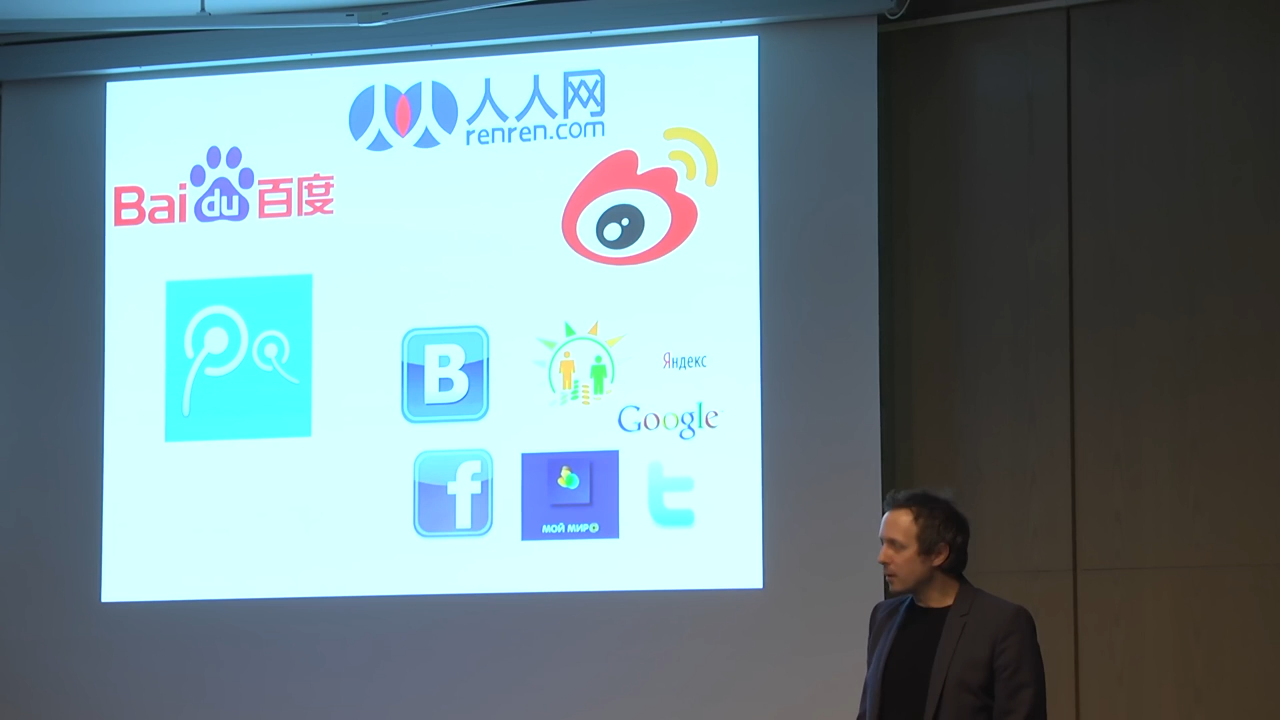 人人网
renren.com
Bai du 百度
B
Яндекс
Google
f
МОЙ МИР
t